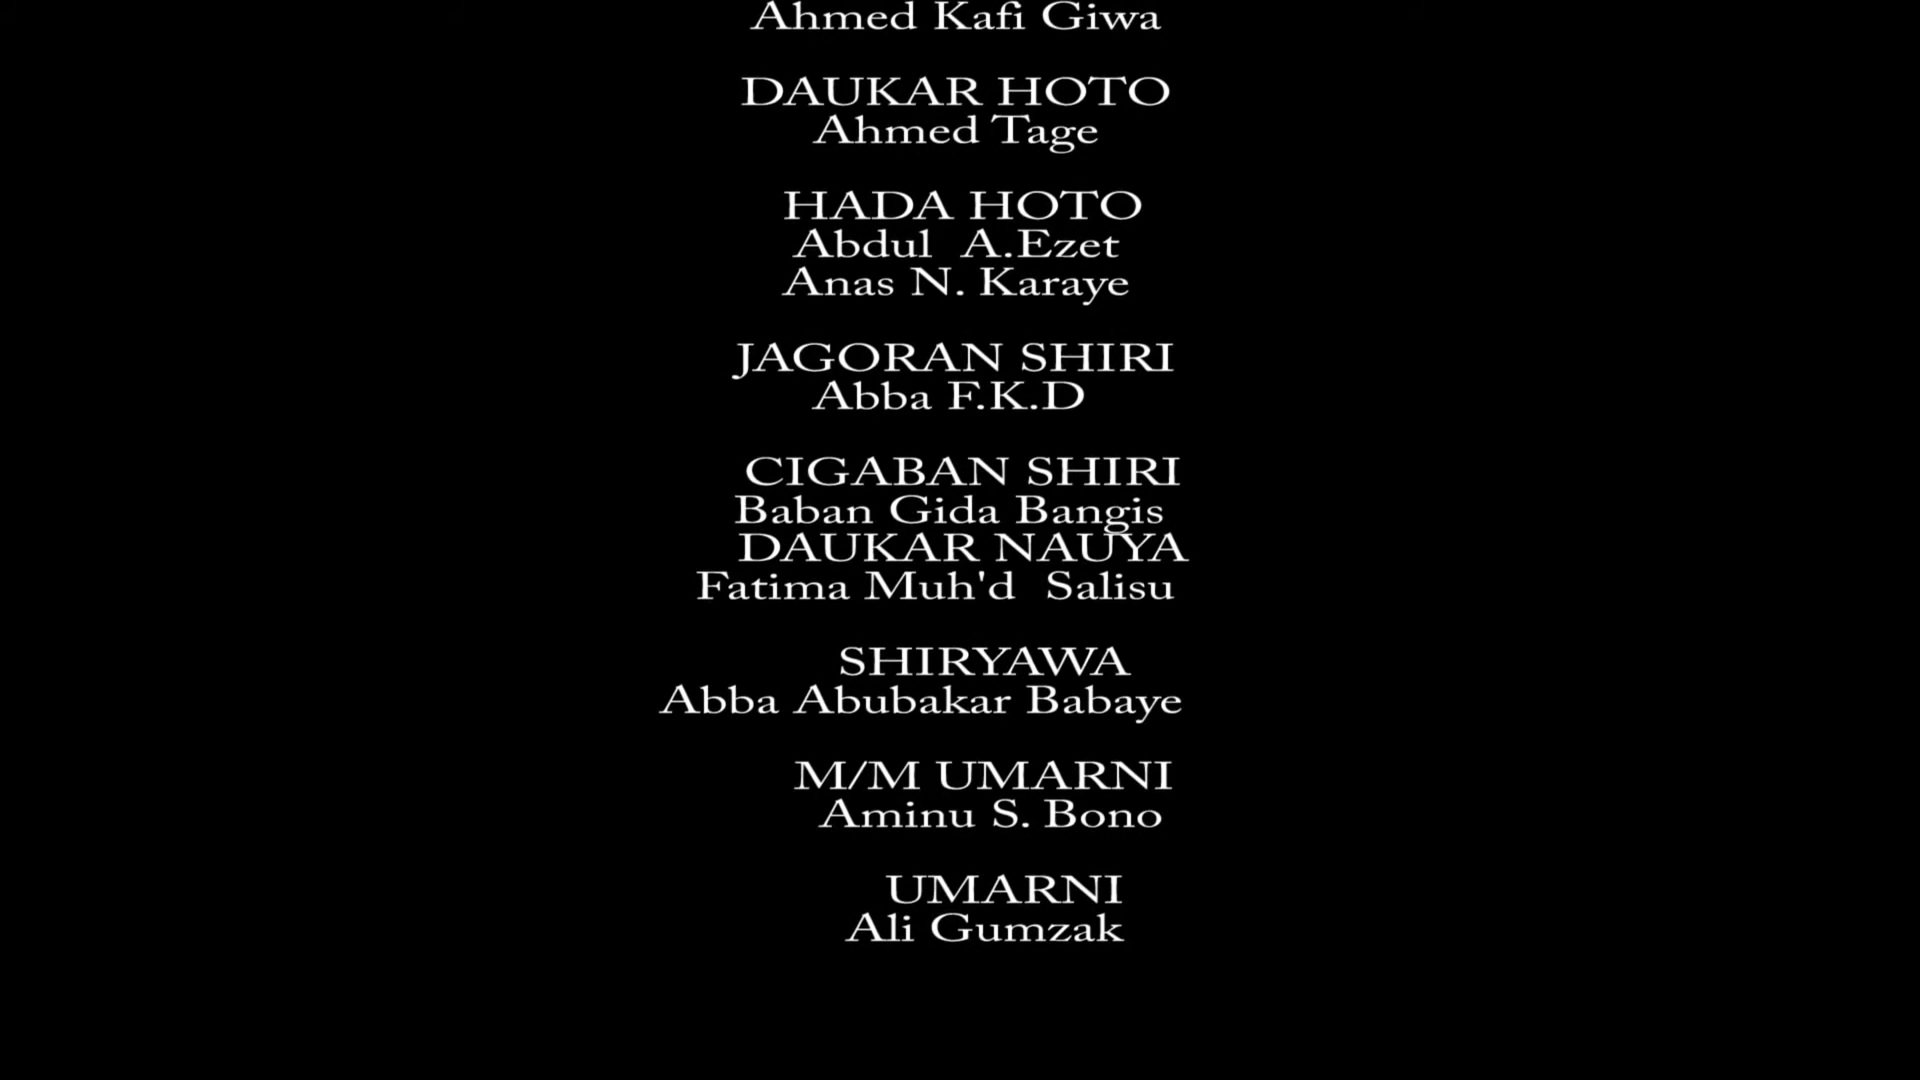 Ahmed Kafi Giwa
DAUKAR HOTO
Ahmed Tage
HADA HOTO
Abdul  A.Ezet
Anas N. Karaye
JAGORAN SHIRI
Abba F.K.D
CIGABAN SHIRI
Baban Gida Bangis
DAUKAR NAUYA
Fatima Muh'd  Salisu
SHIRYAWA
Abba Abubakar Babaye
M/M UMARNI
Aminu S. Bono
UMARNI
Ali Gumzak